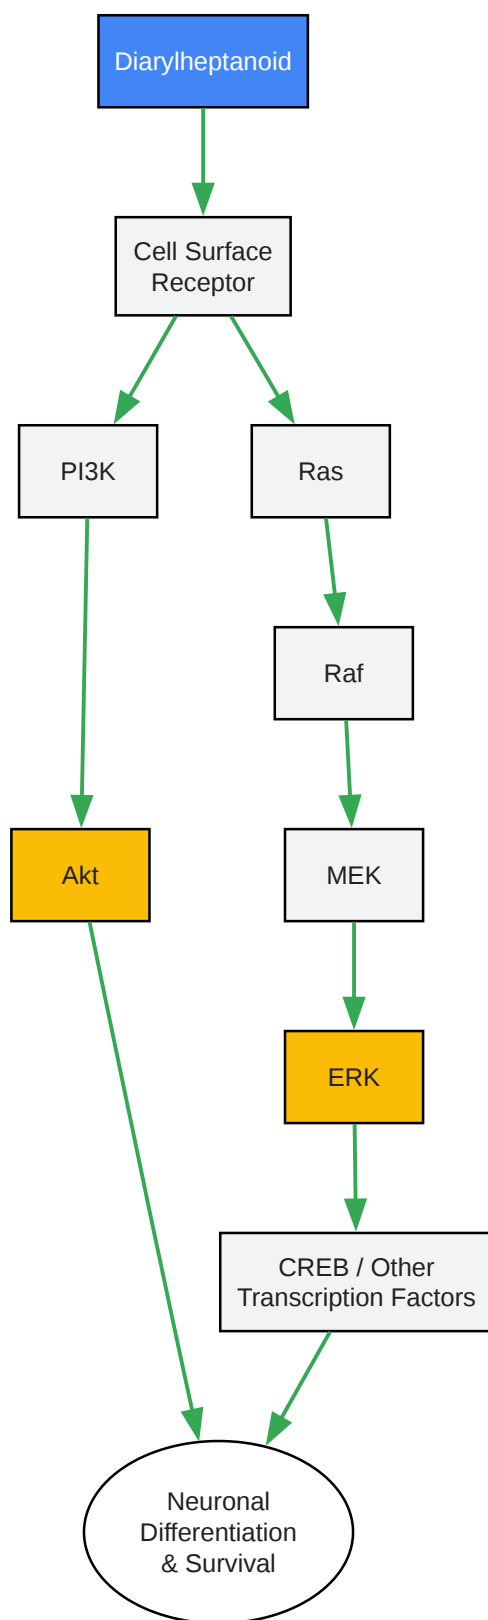 Diarylheptanoid
Cell Surface
Receptor
PI3K
Ras
Raf
Akt
MEK
ERK
CREB / Other
Transcription Factors
Neuronal
Differentiation
& Survival